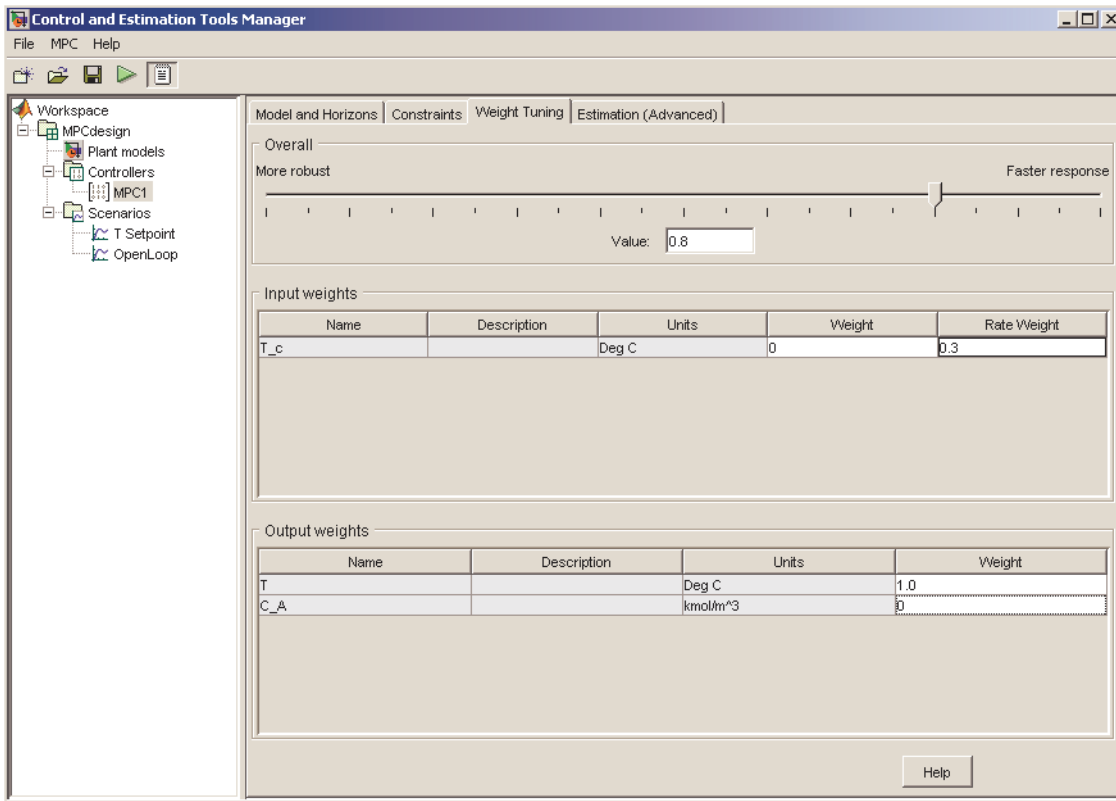 Control and Estimation Tools Manager
File MPC Help
Workspace
MPCdesign
Plant models
Controllers
MPC1
Scenarios
T Setpoint
OpenLoop
Model and Horizons Constraints Weight Tuning Estimation (Advanced)
Overall
More robust Faster response
Value: 0.8
Input weights
Name Description Units Weight Rate Weight
T_c Deg C 0 0.3
Output weights
Name Description Units Weight
T Deg C 1.0
C_A kmol/m^3 0
Help